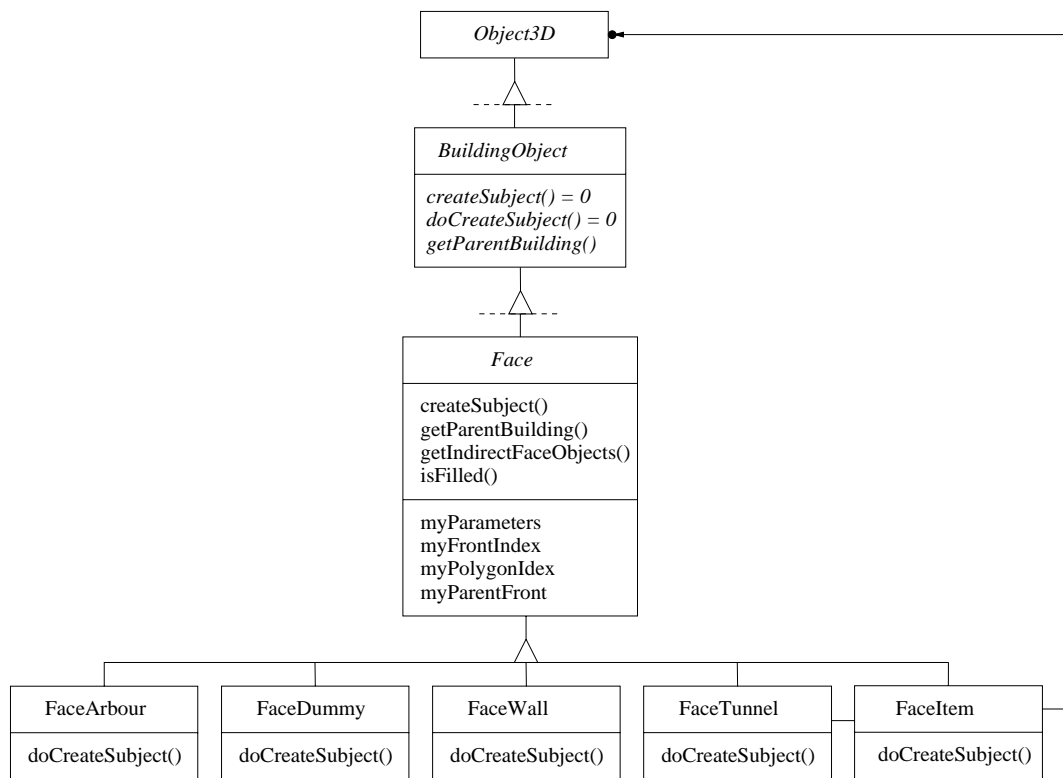 Object3D
BuildingObject
createSubject() = 0
doCreateSubject() = 0
getParentBuilding()
Face
createSubject()
getParentBuilding()
getIndirectFaceObjects()
isFilled()
myParameters
myFrontIndex
myPolygonIdex
myParentFront
FaceArbour
doCreateSubject()
FaceDummy
doCreateSubject()
FaceWall
doCreateSubject()
FaceTunnel
doCreateSubject()
FaceItem
doCreateSubject()